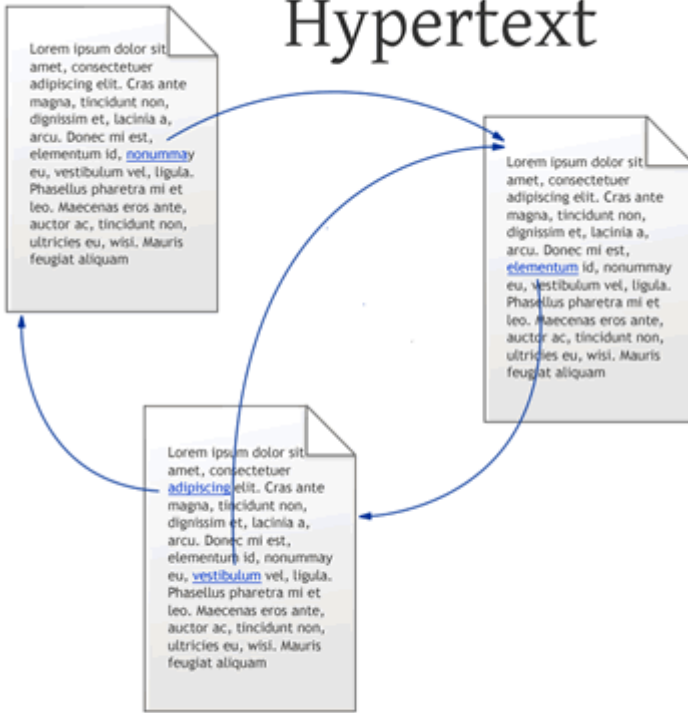 Hypertext
Lorem ipsum dolor sit
amet, consectetuer
adipiscing elit. Cras ante
magna, tincidunt non,
dignissim et, lacinia a,
arcu. Donec mi est,
elementum id, nonummay
eu, vestibulum vel, ligula.
Phasellus pharetra mi et
leo. Maecenas eros ante,
auctor ac, tincidunt non,
ultricies eu, wisi. Mauris
feugiat aliquam
Lorem ipsum dolor sit
amet, consectetuer
adipiscing elit. Cras ante
magna, tincidunt non,
dignissim et, lacinia a,
arcu. Donec mi est,
elementum id, nonummay
eu, vestibulum vel, ligula.
Phasellus pharetra mi et
leo. Maecenas eros ante,
auctor ac, tincidunt non,
ultricies eu, wisi. Mauris
feugiat aliquam
Lorem ipsum dolor sit
amet, consectetuer
adipiscing elit. Cras ante
magna, tincidunt non,
dignissim et, lacinia a,
arcu. Donec mi est,
elementum id, nonummay
eu, vestibulum vel, ligula.
Phasellus pharetra mi et
leo. Maecenas eros ante,
auctor ac, tincidunt non,
ultricies eu, wisi. Mauris
feugiat aliquam